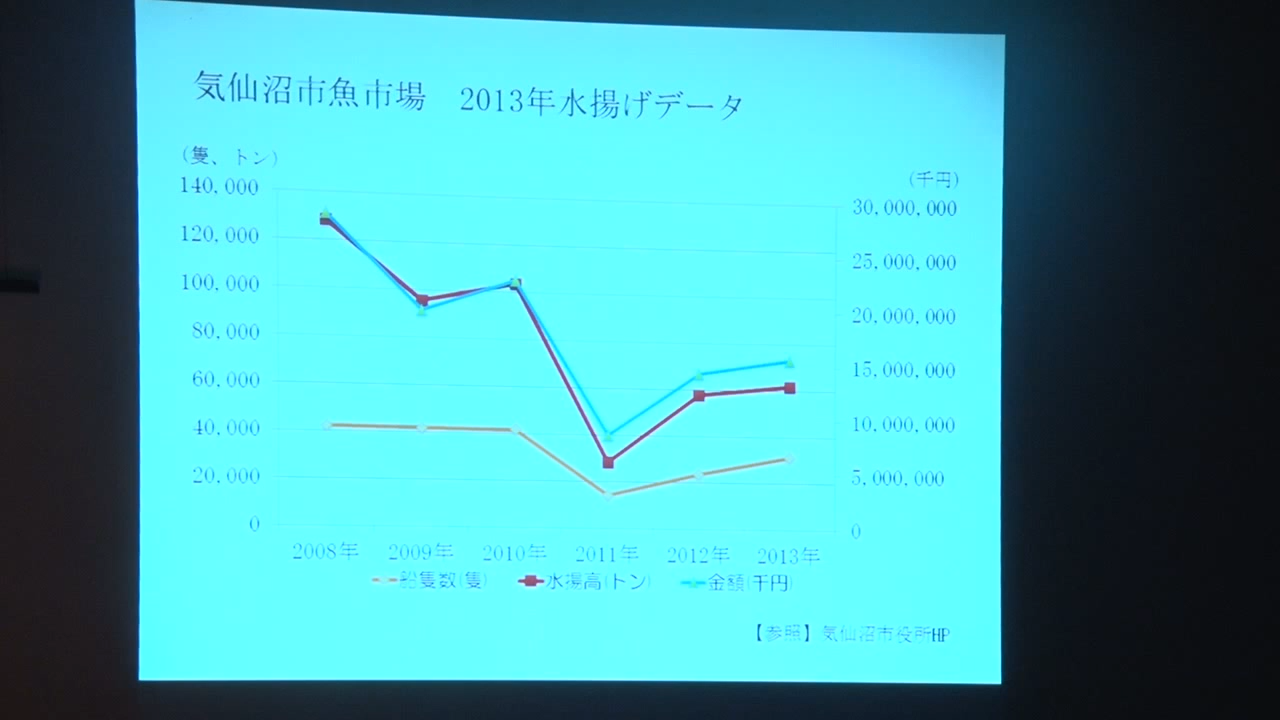 気仙沼市魚市場　2013年水揚げデータ
(隻、トン)
(千円)
140,000
120,000
100,000
80,000
60,000
40,000
20,000
0
30,000,000
25,000,000
20,000,000
15,000,000
10,000,000
5,000,000
0
2008年 2009年 2010年 2011年 2012年 2013年
船隻数(隻) 水揚高(トン) 金額(千円)
【参照】気仙沼市役所HP